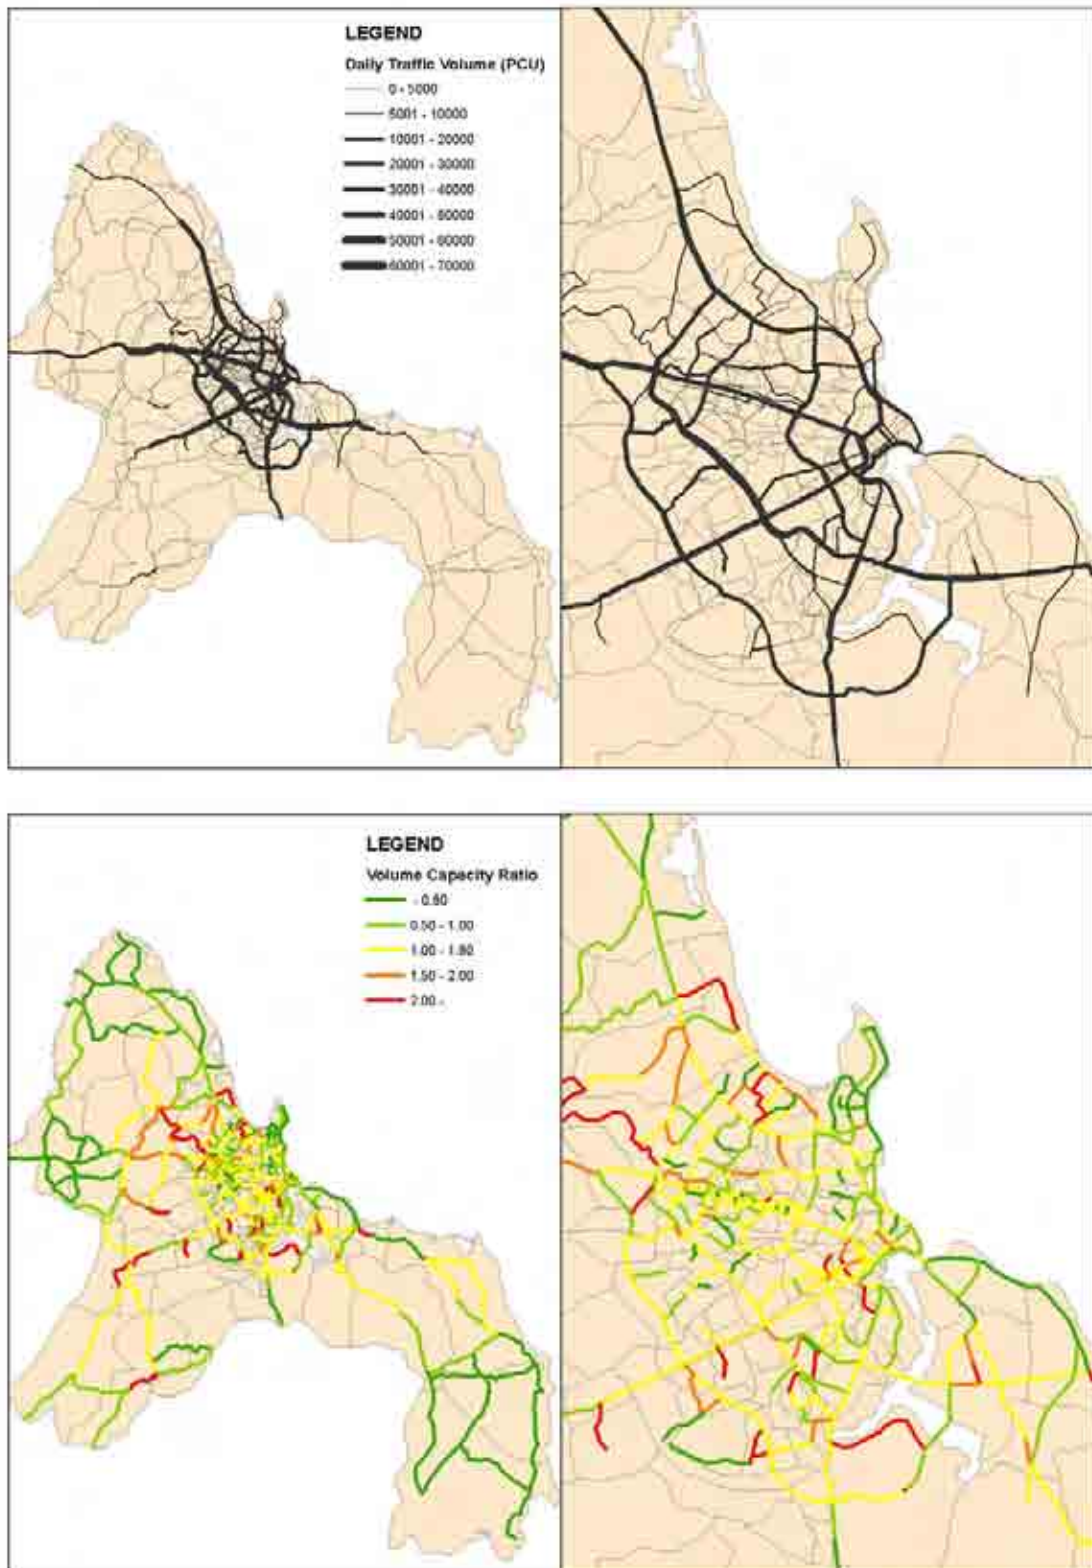 LEGEND
Daily Traffic Volume (PCU)
0 - 5000
5001 - 10000
10001 - 20000
20001 - 30000
30001 - 40000
40001 - 50000
50001 - 60000
60001 - 70000
LEGEND
Volume Capacity Ratio
- 0.50
0.50 - 1.00
1.00 - 1.50
1.50 - 2.00
2.00 -